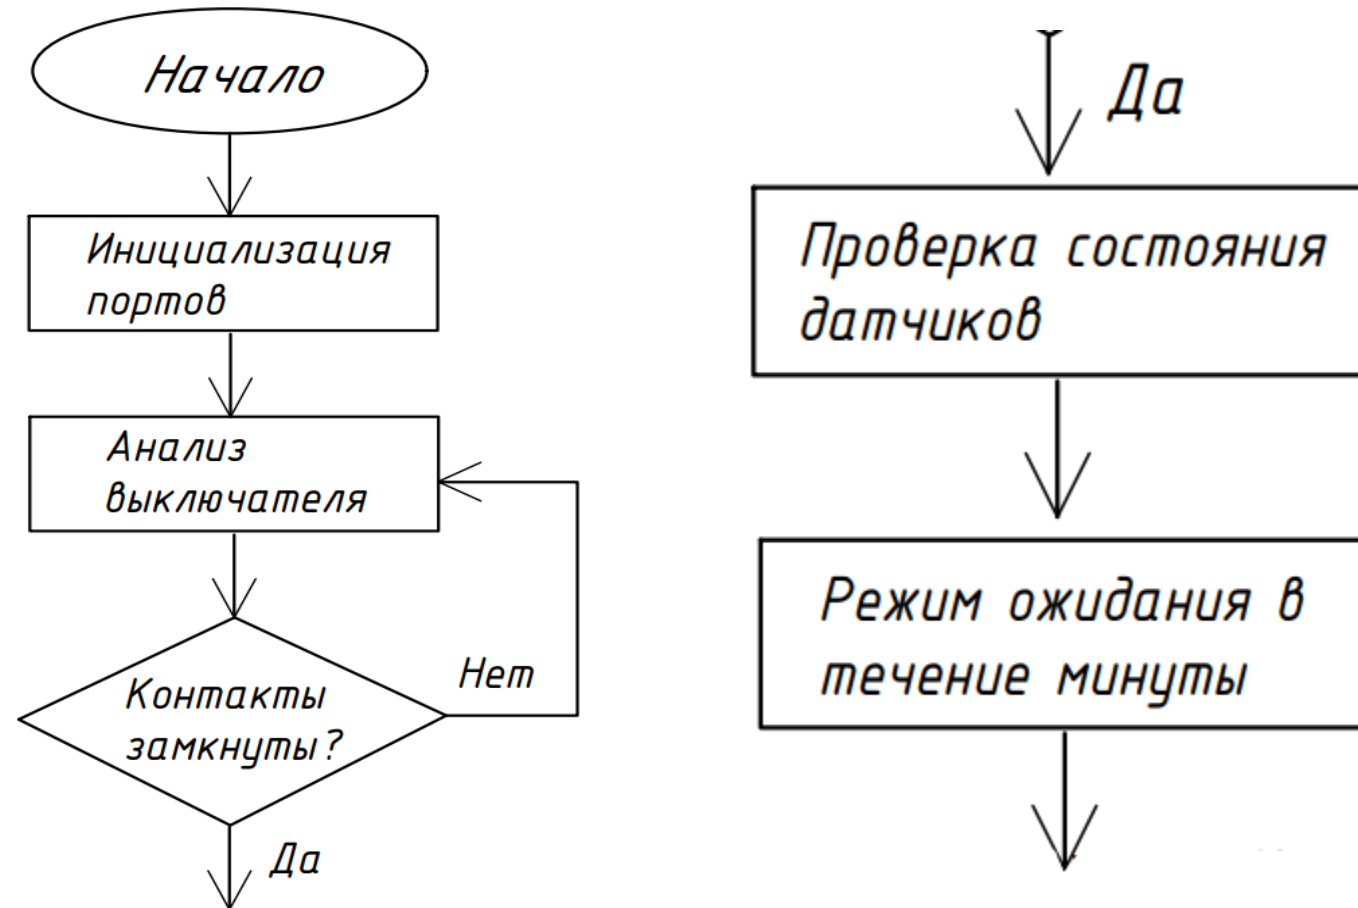 Начало
Инициализация
портов
Анализ
выключателя
Нет
Контакты
замкнуты?
Да
Да
Проверка состояния
датчиков
Режим ожидания в
течение минуты